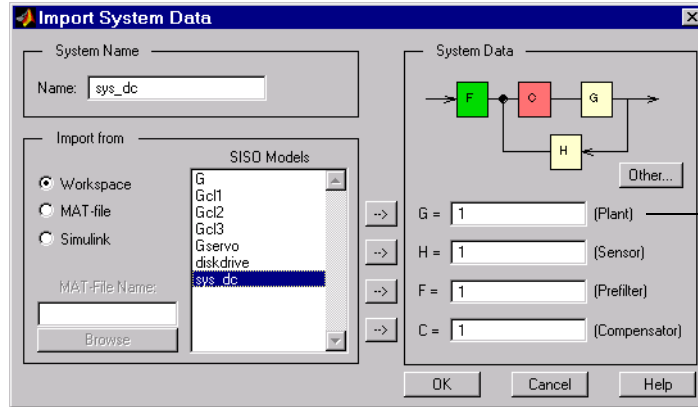 Import System Data
System Name
Name: sys_dc
Import from
Workspace
MAT-file
Simulink
MAT-File Name:
Browse
SISO Models
G
Gcl1
Gcl2
Gcl3
Gservo
diskdrive
sys_dc
-->
-->
-->
-->
System Data
F
C
G
H
Other...
G = 1 (Plant)
H = 1 (Sensor)
F = 1 (Prefilter)
C = 1 (Compensator)
OK
Cancel
Help